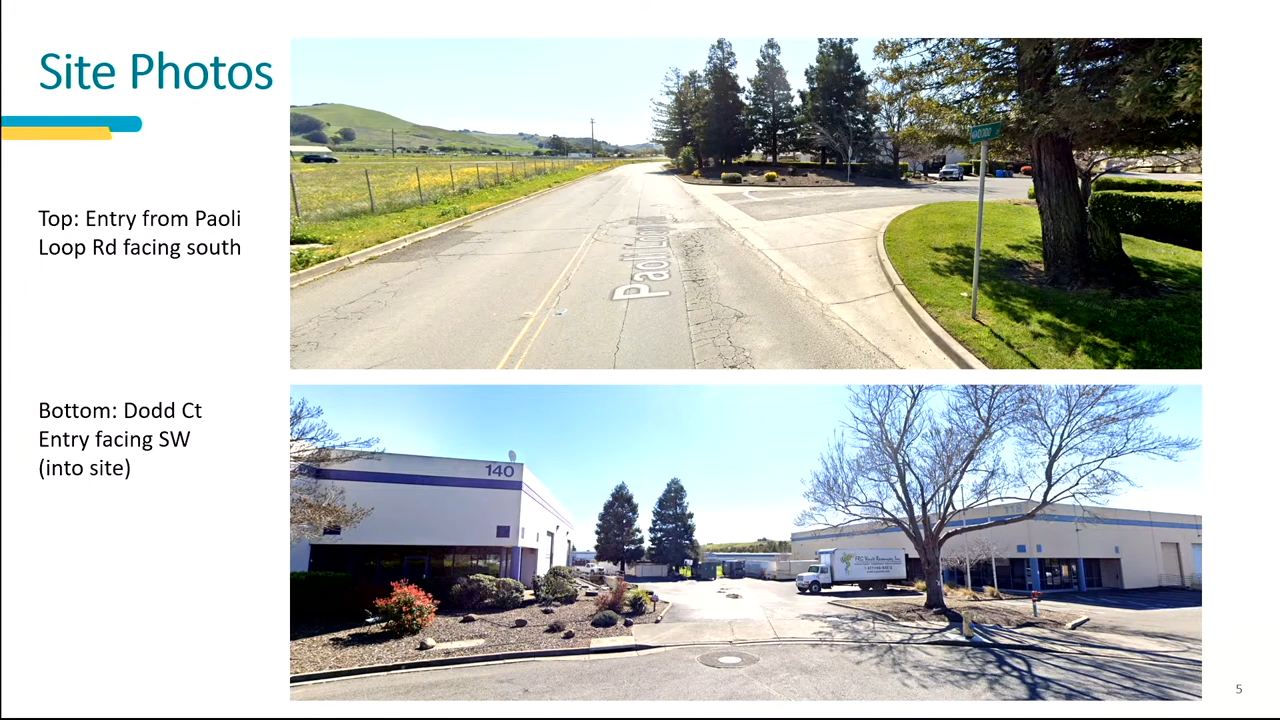 Site Photos
Top: Entry from Paoli
Loop Rd facing south
Bottom: Dodd Ct
Entry facing SW
(into site)
Paoli Loop
140
5